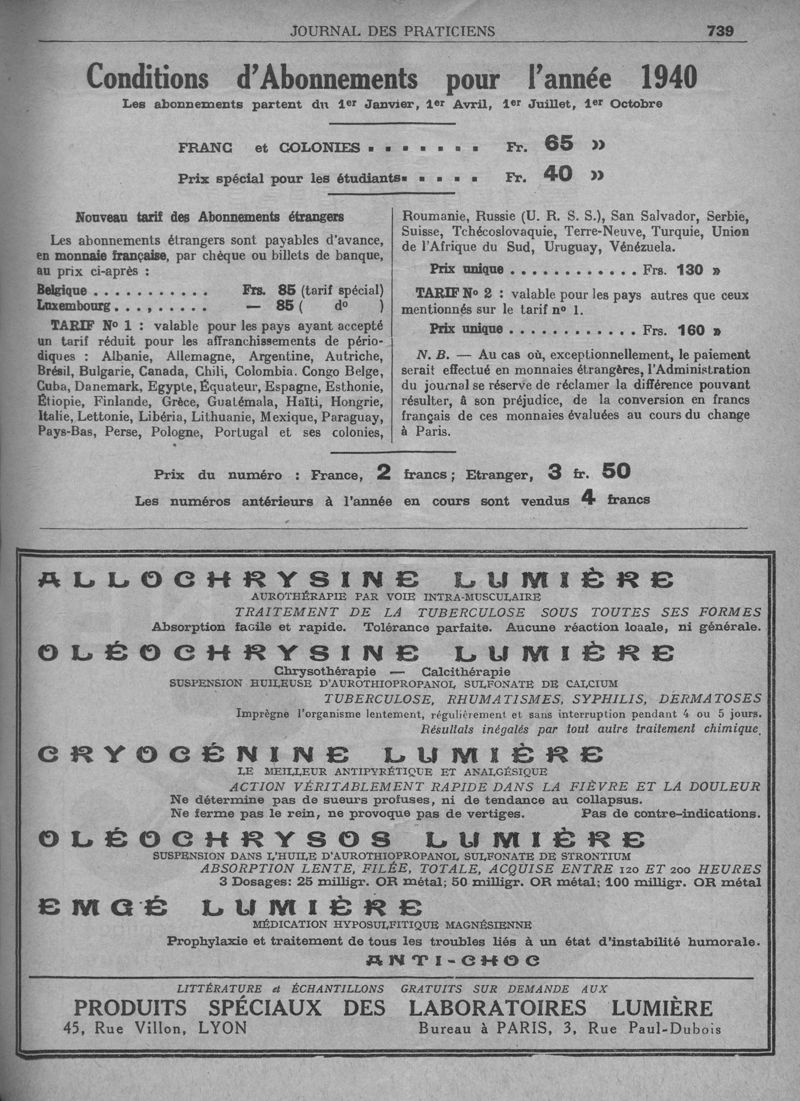 JOURNAL DES PRATICIENS 739
Conditions d'Abonnements pour l'année 1940
Les abonnements partent du 1er Janvier, 1er Avril, 1er Juillet, 1er Octobre
FRANC et COLONIES . . . . . . . Fr. 65 »
Prix spécial pour les étudiants. . . . . Fr. 40 »
Nouveau tarif des Abonnements étrangers
Les abonnements étrangers sont payables d'avance,
en monnaie française, par chèque ou billets de banque,
au prix ci-après :
Belgique . . . . . . . . . . . Frs. 85 (tarif spécial)
Luxembourg . . . , . . . . . . — 85 ( do )
TARIF No 1 : valable pour les pays ayant accepté
un tarif réduit pour les affranchissements de pério-
diques : Albanie, Allemagne, Argentine, Autriche,
Brésil, Bulgarie, Canada, Chili, Colombia. Congo Belge,
Cuba, Danemark, Egypte, Équateur, Espagne, Esthonie,
Étiopie, Finlande, Grèce, Guatémala, Haïti, Hongrie,
Italie, Lettonie, Libéria, Lithuanie, Mexique, Paraguay,
Pays-Bas, Perse, Pologne, Portugal et ses colonies,
Roumanie, Russie (U. R. S. S.), San Salvador, Serbie,
Suisse, Tchécoslovaquie, Terre-Neuve, Turquie, Union
de l'Afrique du Sud, Uruguay, Vénézuela.
Prix unique . . . . . . . . . . . . Frs. 130 »
TARIF No 2 : valable pour les pays autres que ceux
mentionnés sur le tarif no 1.
Prix unique . . . . . . . . . . . . Frs. 160 »
N. B. — Au cas où, exceptionnellement, le paiement
serait effectué en monnaies étrangères, l'Administration
du journal se réserve de réclamer la différence pouvant
résulter, à son préjudice, de la conversion en francs
français de ces monnaies évaluées au cours du change
à Paris.
Prix du numéro : France, 2 francs ; Etranger, 3 fr. 50
Les numéros antérieurs à l'année en cours sont vendus 4 francs
ALLOCHRYSINE LUMIÈRE
AUROTHÉRAPIE PAR VOIE INTRA-MUSCULAIRE
TRAITEMENT DE LA TUBERCULOSE SOUS TOUTES SES FORMES
Absorption facile et rapide. Tolérance parfaite. Aucune réaction loaale, ni générale.
OLÉOCHRYSINE LUMIÈRE
Chrysothérapie — Calcithérapie
SUSPENSION HUILEUSE D'AUROTHIOPROPANOL SULFONATE DE CALCIUM
TUBERCULOSE, RHUMATISMES, SYPHILIS, DERMATOSES
Imprègne l'organisme lentement, régulièrement et sans interruption pendant 4 ou 5 jours.
Résultats inégalés par tout autre traitement chimique.
CRYOGÉNINE LUMIÈRE
LE MEILLEUR ANTIPYRÉTIQUE ET ANALGÉSIQUE
ACTION VÉRITABLEMENT RAPIDE DANS LA FIÈVRE ET LA DOULEUR
Ne détermine pas de sueurs profuses, ni de tendance au collapsus.
Ne ferme pas le rein, ne provoque pas de vertiges. Pas de contre-indications.
OLÉOCHRYSOS LUMIÈRE
SUSPENSION DANS L'HUILE D'AUROTHIOPROPANOL SULFONATE DE STRONTIUM
ABSORPTION LENTE, FILÉE, TOTALE, ACQUISE ENTRE 120 ET 200 HEURES
3 Dosages: 25 milligr. OR métal; 50 milligr. OR métal; 100 milligr. OR métal
EMGÉ LUMIÈRE
MÉDICATION HYPOSULFITIQUE MAGNÉSIENNE
Prophylaxie et traitement de tous les troubles liés à un état d'instabilité humorale.
ANTI-CHOC
LITTÉRATURE et ÉCHANTILLONS GRATUITS SUR DEMANDE AUX
PRODUITS SPÉCIAUX DES LABORATOIRES LUMIÈRE
45, Rue Villon, LYON Bureau à PARIS, 3, Rue Paul-Dubois